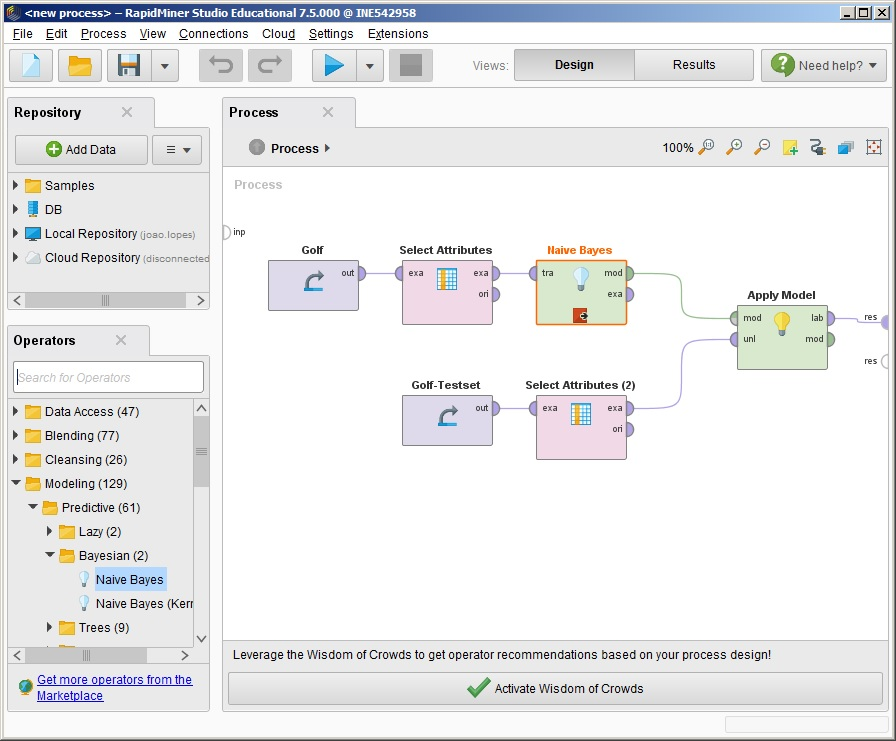 <new process> – RapidMiner Studio Educational 7.5.000 @ INE542958
File Edit Process View Connections Cloud Settings Extensions
Views: Design Results Need help?
Repository
Add Data
Samples
DB
Local Repository (joao.lopes)
Cloud Repository (disconnected
Operators
Search for Operators
Data Access (47)
Blending (77)
Cleansing (26)
Modeling (129)
Predictive (61)
Lazy (2)
Bayesian (2)
Naive Bayes
Naive Bayes (Kerr
Trees (9)
Get more operators from the
Marketplace
Process
Process
100%
Process
inp
Golf
out
Select Attributes
exa exa
ori
Naive Bayes
tra mod
exa
Apply Model
mod lab
unl mod
res
res
Golf-Testset
out
Select Attributes (2)
exa exa
ori
Leverage the Wisdom of Crowds to get operator recommendations based on your process design!
Activate Wisdom of Crowds